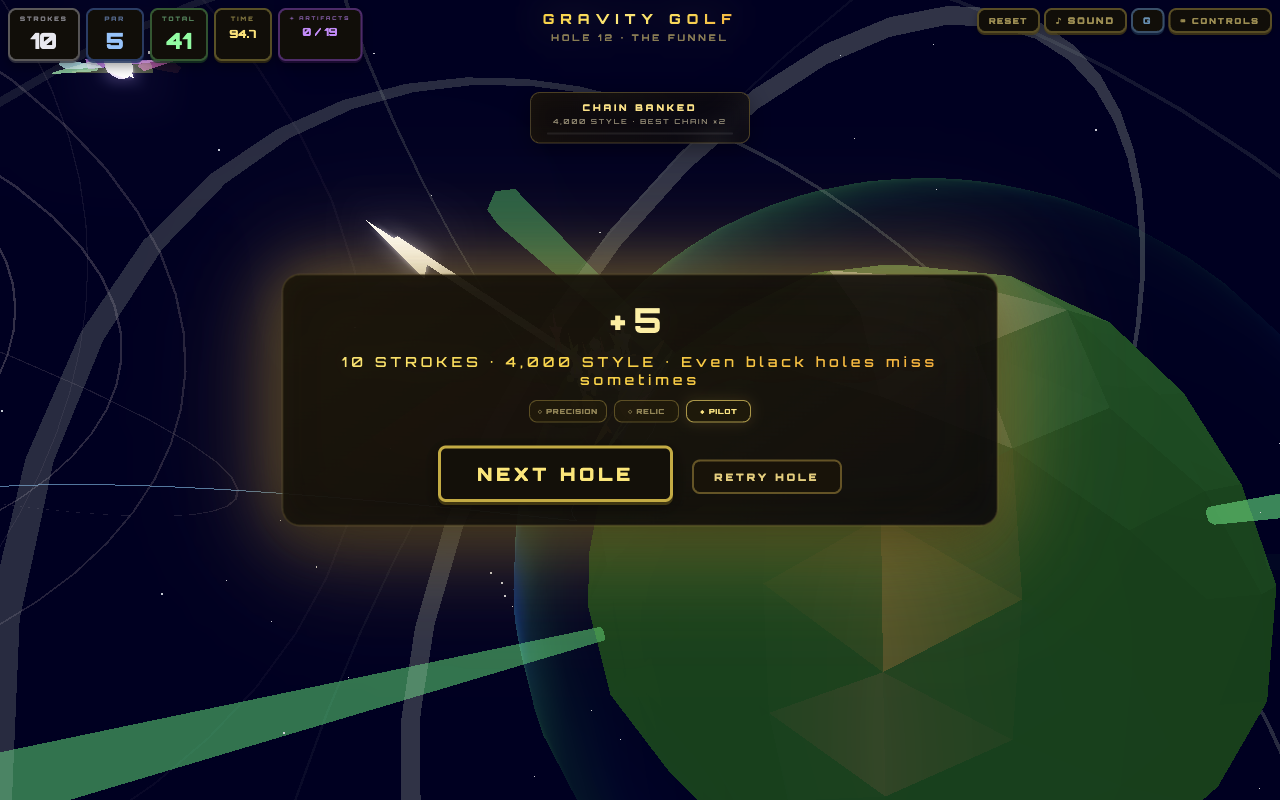 STROKES
10
PAR
5
TOTAL
41
TIME
94.7
ARTIFACTS
0 / 19
GRAVITY GOLF
HOLE 12 · THE FUNNEL
RESET
♪ SOUND
G
CONTROLS
CHAIN BANKED
4,000 STYLE · BEST CHAIN ×2
+5
10 STROKES · 4,000 STYLE · Even black holes miss
sometimes
PRECISION
RELIC
PILOT
NEXT HOLE
RETRY HOLE